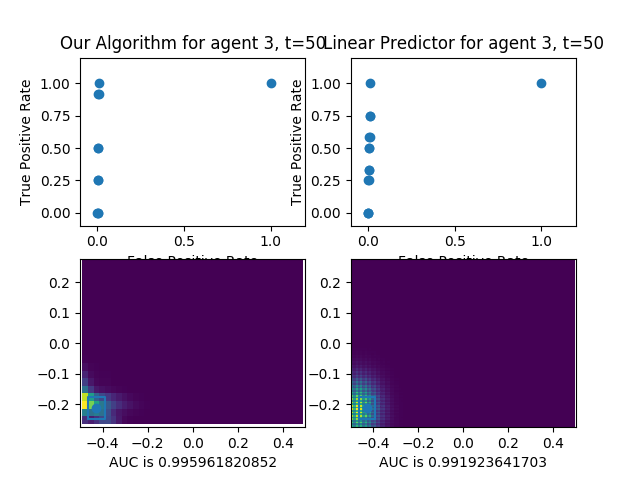 Our Algorithm for agent 3, t=50
Linear Predictor for agent 3, t=50
True Positive Rate
1.00
0.75
0.50
0.25
0.00
0.0 0.5 1.0
False Positive Rate
True Positive Rate
1.00
0.75
0.50
0.25
0.00
0.0 0.5 1.0
False Positive Rate
0.2
0.1
0.0
−0.1
−0.2
−0.4 −0.2 0.0 0.2 0.4
AUC is 0.995961820852
0.2
0.1
0.0
−0.1
−0.2
−0.4 −0.2 0.0 0.2 0.4
AUC is 0.991923641703